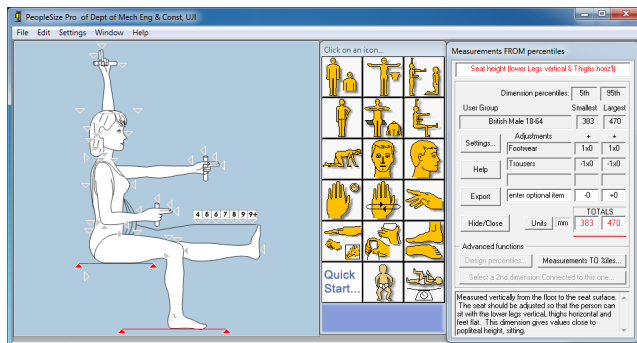 PeopleSize Pro of Dept of Mech Eng & Const, UJI
File Edit Settings Window Help
4 5 6 7 8 9 9+
Click on an icon...
Quick
Start...
Measurements FROM percentiles
Seat height (lower Legs vertical & Thighs horiz'l)
Dimension percentiles: 5th 95th
User Group Smallest Largest
British Male 18-64 383 470
Settings... Adjustments + +
Footwear 1x0 1x0
Help Trousers -1x0 -1x0
Export enter optional item -0 +0
TOTALS
Hide/Close Units mm 383 470
Advanced functions
Design percentiles... Measurements TO %iles...
Select a 2nd dimension Connected to this one...
Measured vertically from the floor to the seat surface.
The seat should be adjusted so that the person can
sit with the lower legs vertical, thighs horizontal and
feet flat. This dimension gives values close to
popliteal height, sitting.